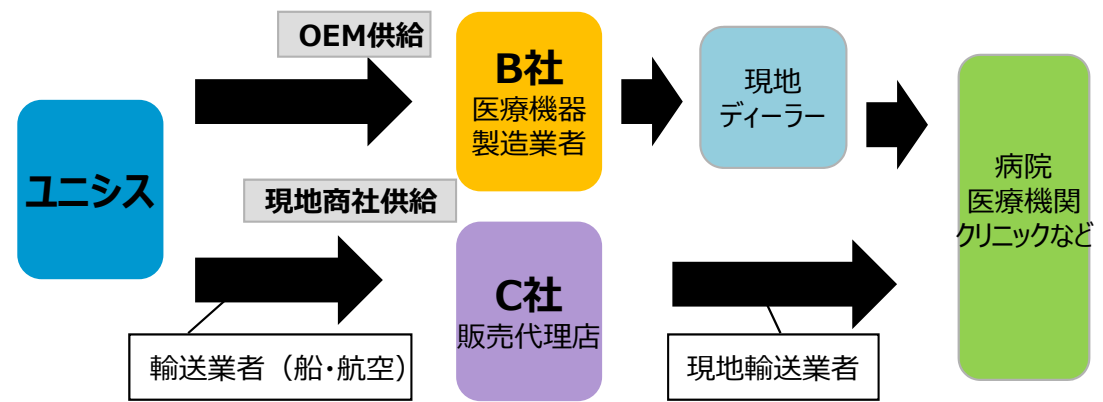 OEM供給
B社
医療機器
製造業者
現地
ディーラー
ユニシス
現地商社供給
病院
医療機関
クリニックなど
C社
販売代理店
輸送業者（船・航空）
現地輸送業者